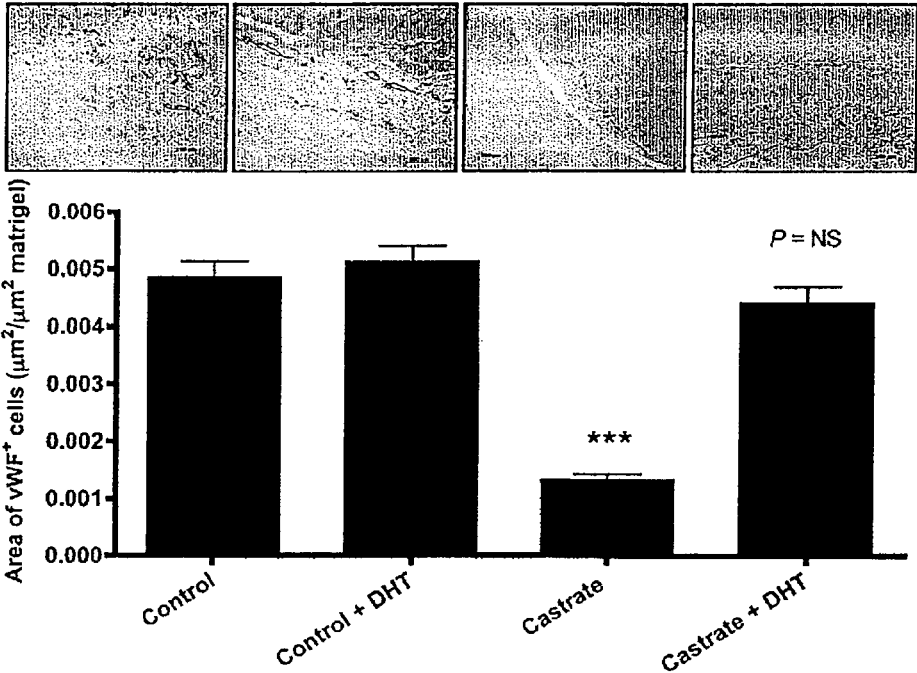 Area of vWF⁺ cells (μm²/μm² matrigel)
0.006
0.005
0.004
0.003
0.002
0.001
0.000
***
P = NS
Control
Control + DHT
Castrate
Castrate + DHT